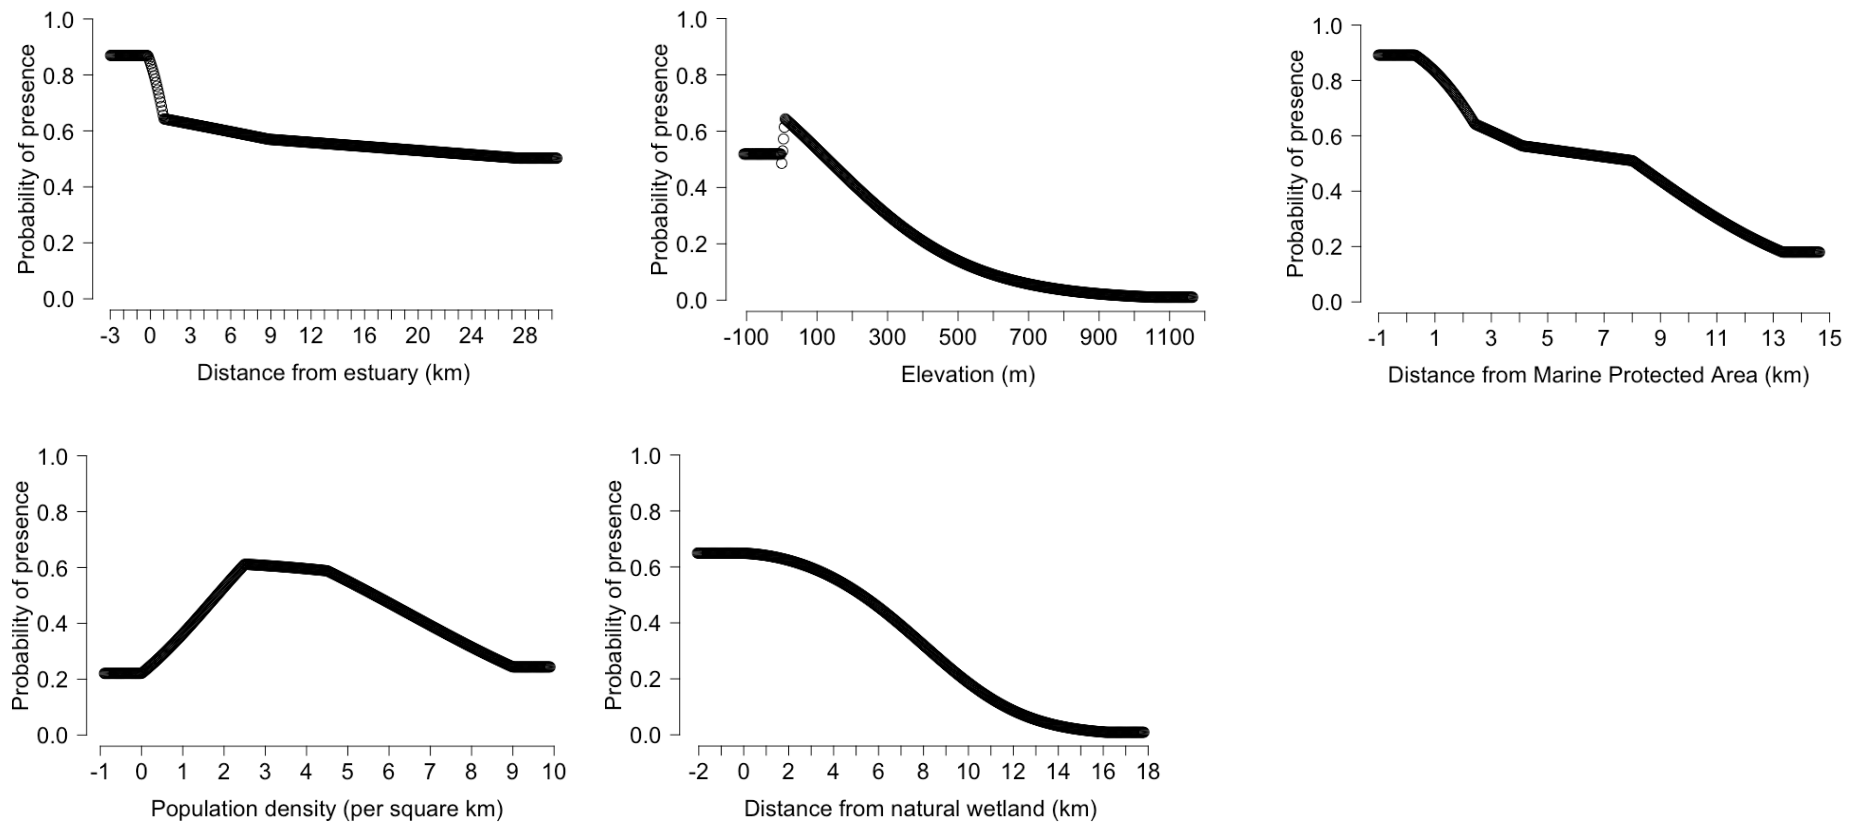 Probability of presence
1.0
0.8
0.6
0.4
0.2
0.0
-3 0 3 6 9 12 16 20 24 28
Distance from estuary (km)
Probability of presence
1.0
0.8
0.6
0.4
0.2
0.0
-100 100 300 500 700 900 1100
Elevation (m)
Probability of presence
1.0
0.8
0.6
0.4
0.2
0.0
-1 1 3 5 7 9 11 13 15
Distance from Marine Protected Area (km)
Probability of presence
1.0
0.8
0.6
0.4
0.2
0.0
-1 0 1 2 3 4 5 6 7 8 9 10
Population density (per square km)
Probability of presence
1.0
0.8
0.6
0.4
0.2
0.0
-2 0 2 4 6 8 10 12 14 16 18
Distance from natural wetland (km)